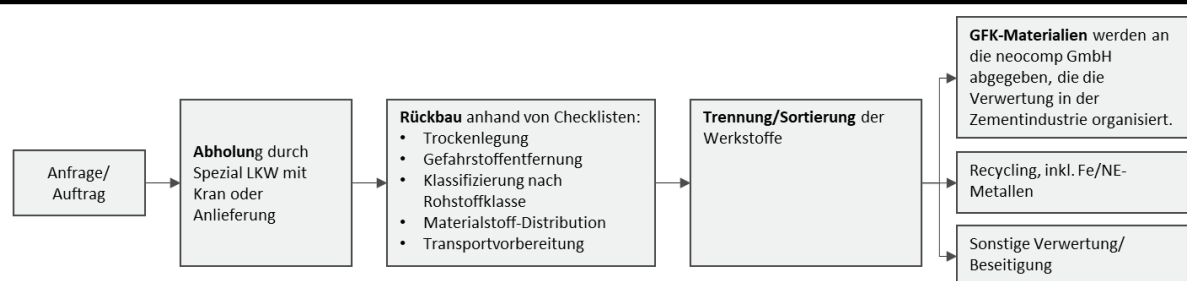 Anfrage/
Auftrag
Abholung durch
Spezial LKW mit
Kran oder
Anlieferung
Rückbau anhand von Checklisten:
• Trockenlegung
• Gefahrstoffentfernung
• Klassifizierung nach
Rohstoffklasse
• Materialstoff-Distribution
• Transportvorbereitung
Trennung/Sortierung der
Werkstoffe
GFK-Materialien werden an
die neocomp GmbH
abgegeben, die die
Verwertung in der
Zementindustrie organisiert.
Recycling, inkl. Fe/NE-
Metallen
Sonstige Verwertung/
Beseitigung